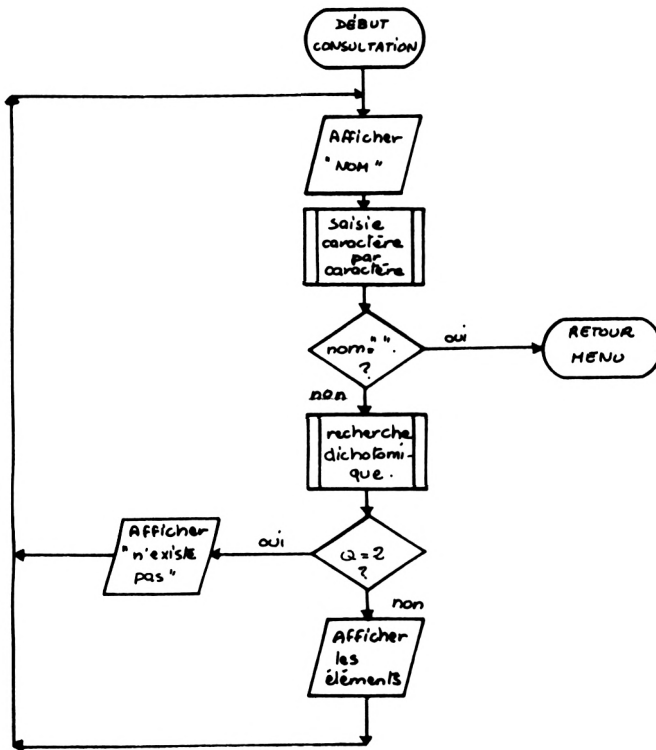 DÉBUT
CONSULTATION
Afficher
"NOM"
Saisie
caractère
par
caractère
nom=" ".
?
oui
RETOUR
MENU
non
recherche
dichotomi-
que.
Q=2
?
oui
Afficher
"n'existe
pas"
non
Afficher
les
éléments